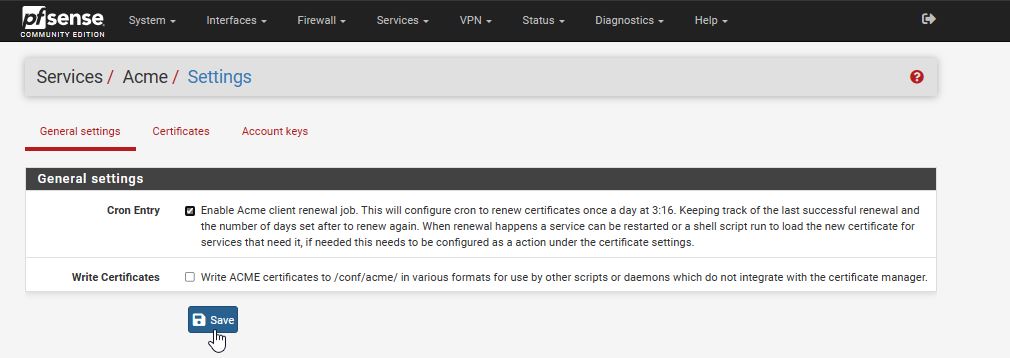 pfsense
COMMUNITY EDITION
System Interfaces Firewall Services VPN Status Diagnostics Help
Services / Acme / Settings
General settings Certificates Account keys
General settings
Cron Entry Enable Acme client renewal job. This will configure cron to renew certificates once a day at 3:16. Keeping track of the last successful renewal and
the number of days set after to renew again. When renewal happens a service can be restarted or a shell script run to load the new certificate for
services that need it, if needed this needs to be configured as a action under the certificate settings.
Write Certificates Write ACME certificates to /conf/acme/ in various formats for use by other scripts or daemons which do not integrate with the certificate manager.
Save